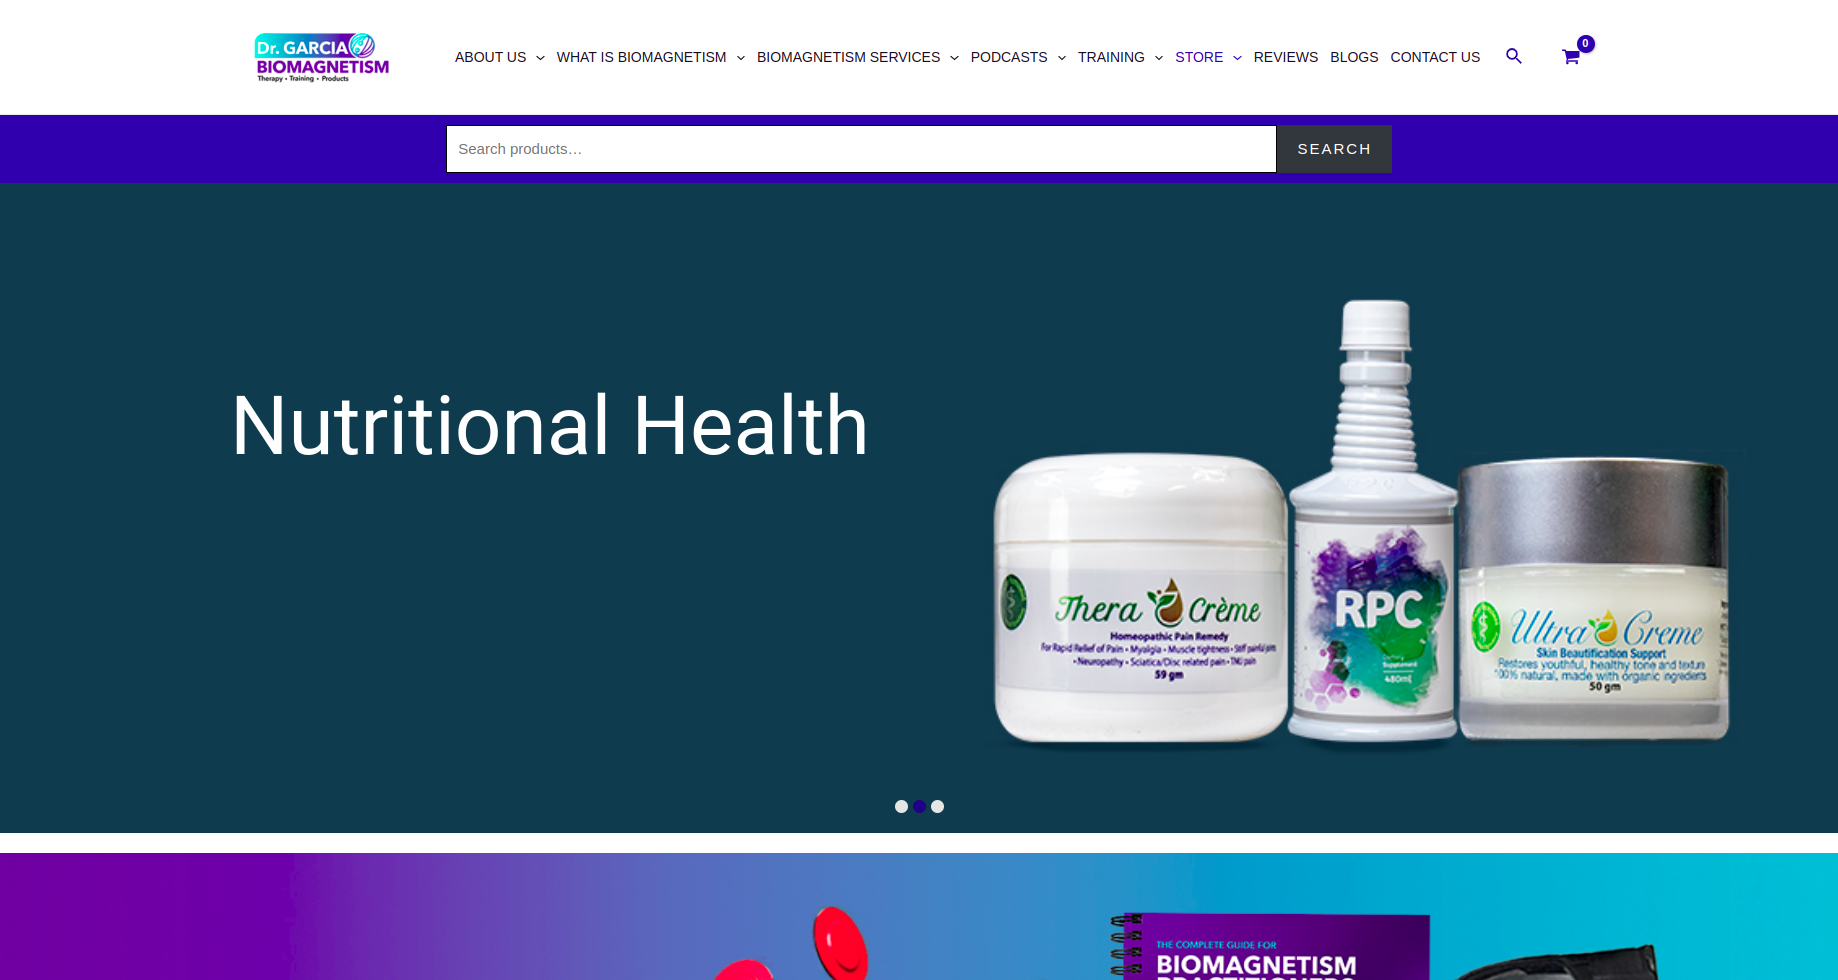 Dr. GARCIA
BIOMAGNETISM
Therapy • Training • Products
ABOUT US
WHAT IS BIOMAGNETISM
BIOMAGNETISM SERVICES
PODCASTS
TRAINING
STORE
REVIEWS
BLOGS
CONTACT US
0
Search products…
SEARCH
Nutritional Health
Thera Crème
Homeopathic Pain Remedy
For Rapid Relief of Pain • Myalgia • Muscle tightness • Stiff painful joints
• Neuropathy • Sciatica/Disc related pain • TMJ pain
59 gm
RPC
Dietary
Supplement
480ml
Ultra Creme
Skin Beautification Support
Restores youthful, healthy tone and texture
100% natural, made with organic ingredients
50 gm
THE COMPLETE GUIDE FOR
BIOMAGNETISM
PRACTITIONERS